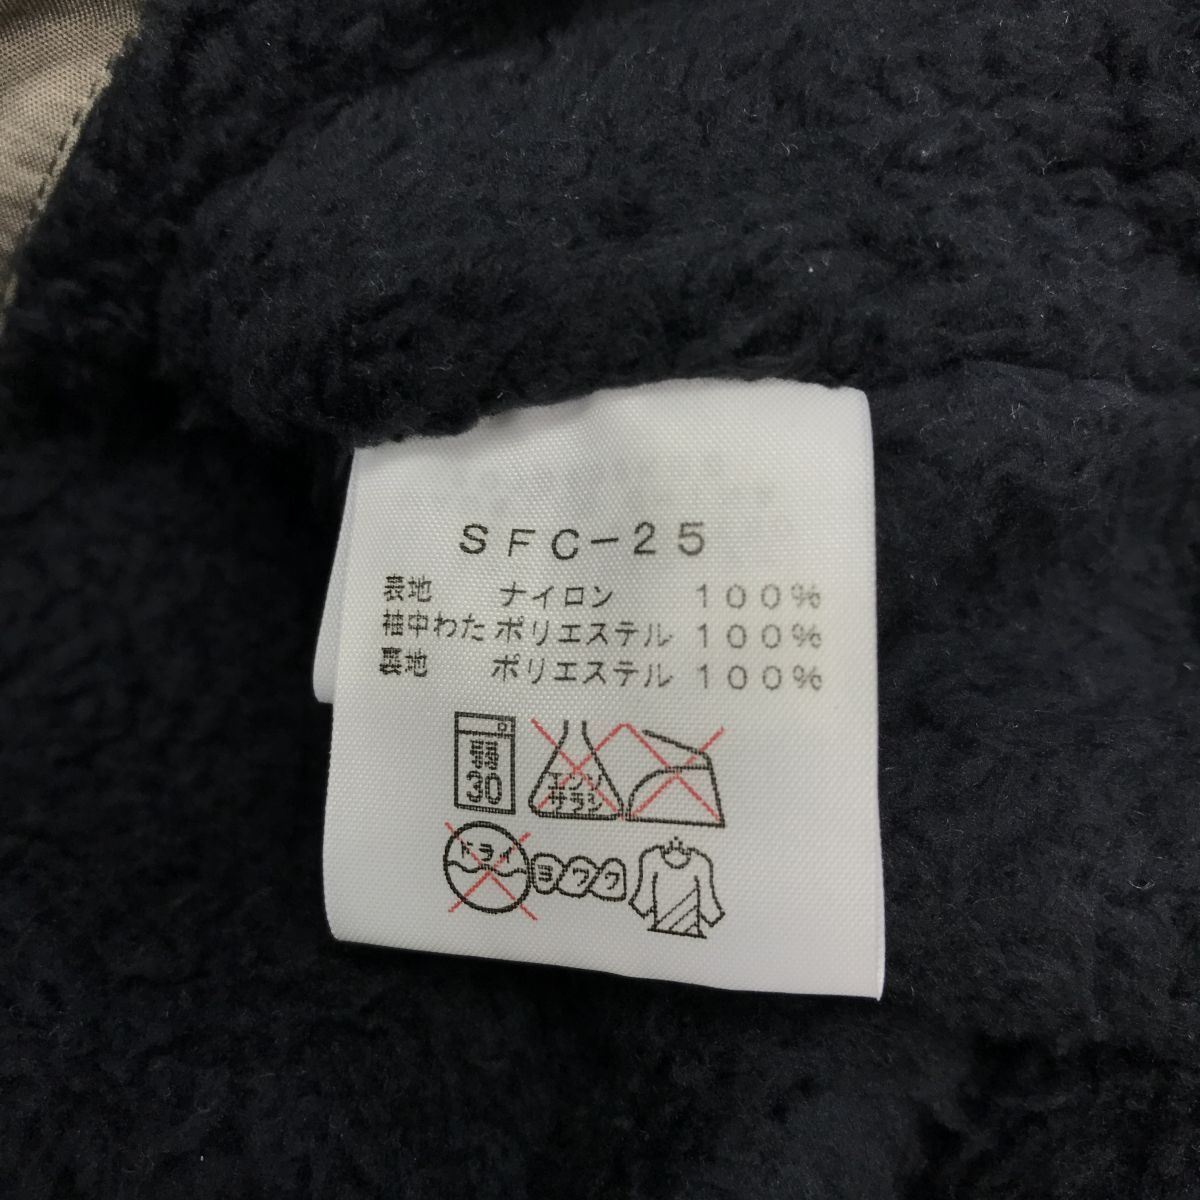 SFC-25
表地 ナイロン 100%
袖中わた ポリエステル 100%
裏地 ポリエステル 100%
弱
30
エンソ
サラシ
ドライ
ヨワク